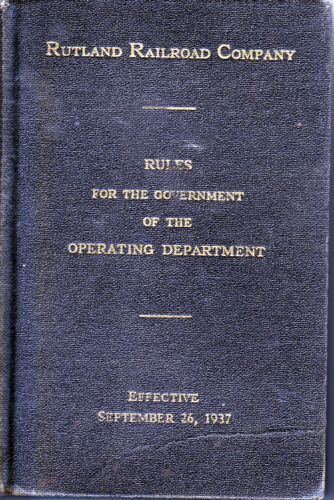 RUTLAND RAILROAD COMPANY
RULES
FOR THE GOVERNMENT
OF THE
OPERATING DEPARTMENT
EFFECTIVE
SEPTEMBER 26, 1937